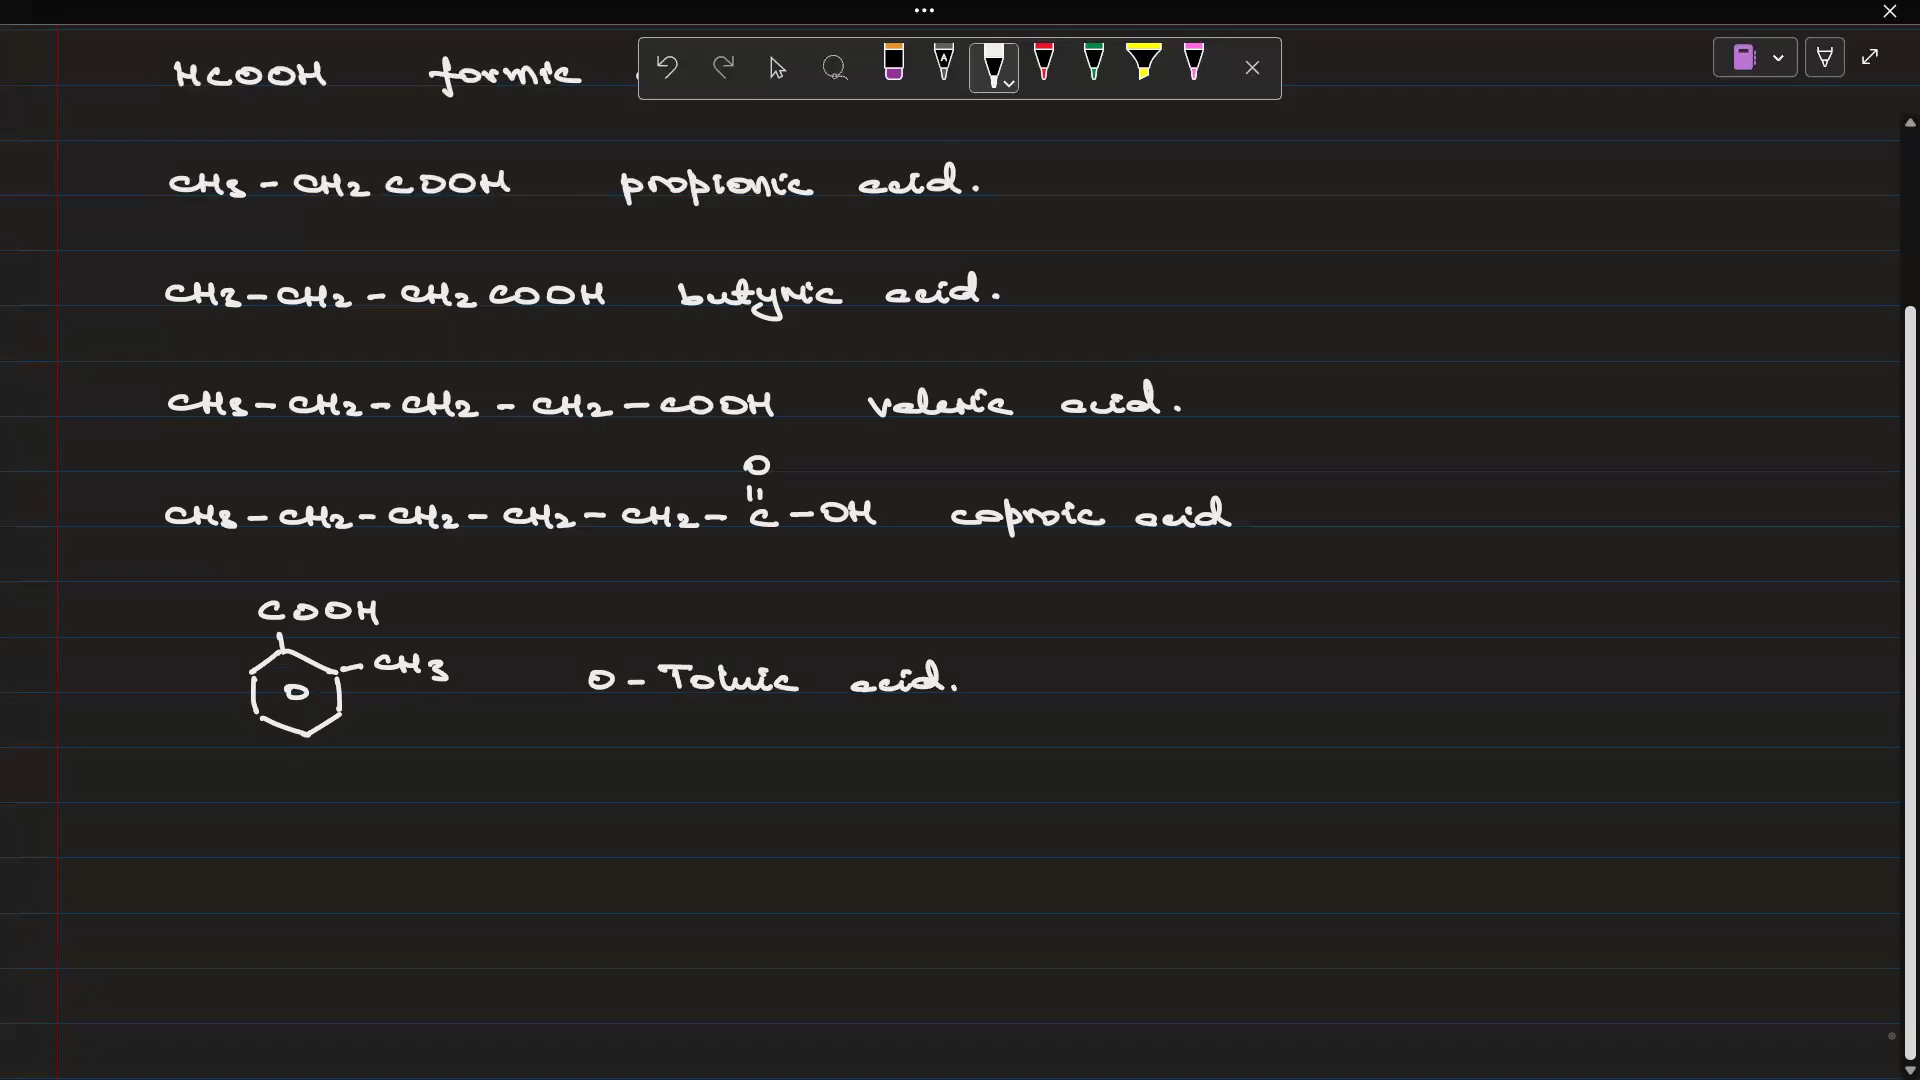 HCOOH formic
CH3 - CH2 COOH propionic acid.
CH3 - CH2 - CH2 COOH butyric acid.
CH3 - CH2 - CH2 - CH2 - COOH valeric acid.
O
CH3 - CH2 - CH2 - CH2 - CH2 - C - OH caproic acid
COOH
CH3
O - Toluic acid.